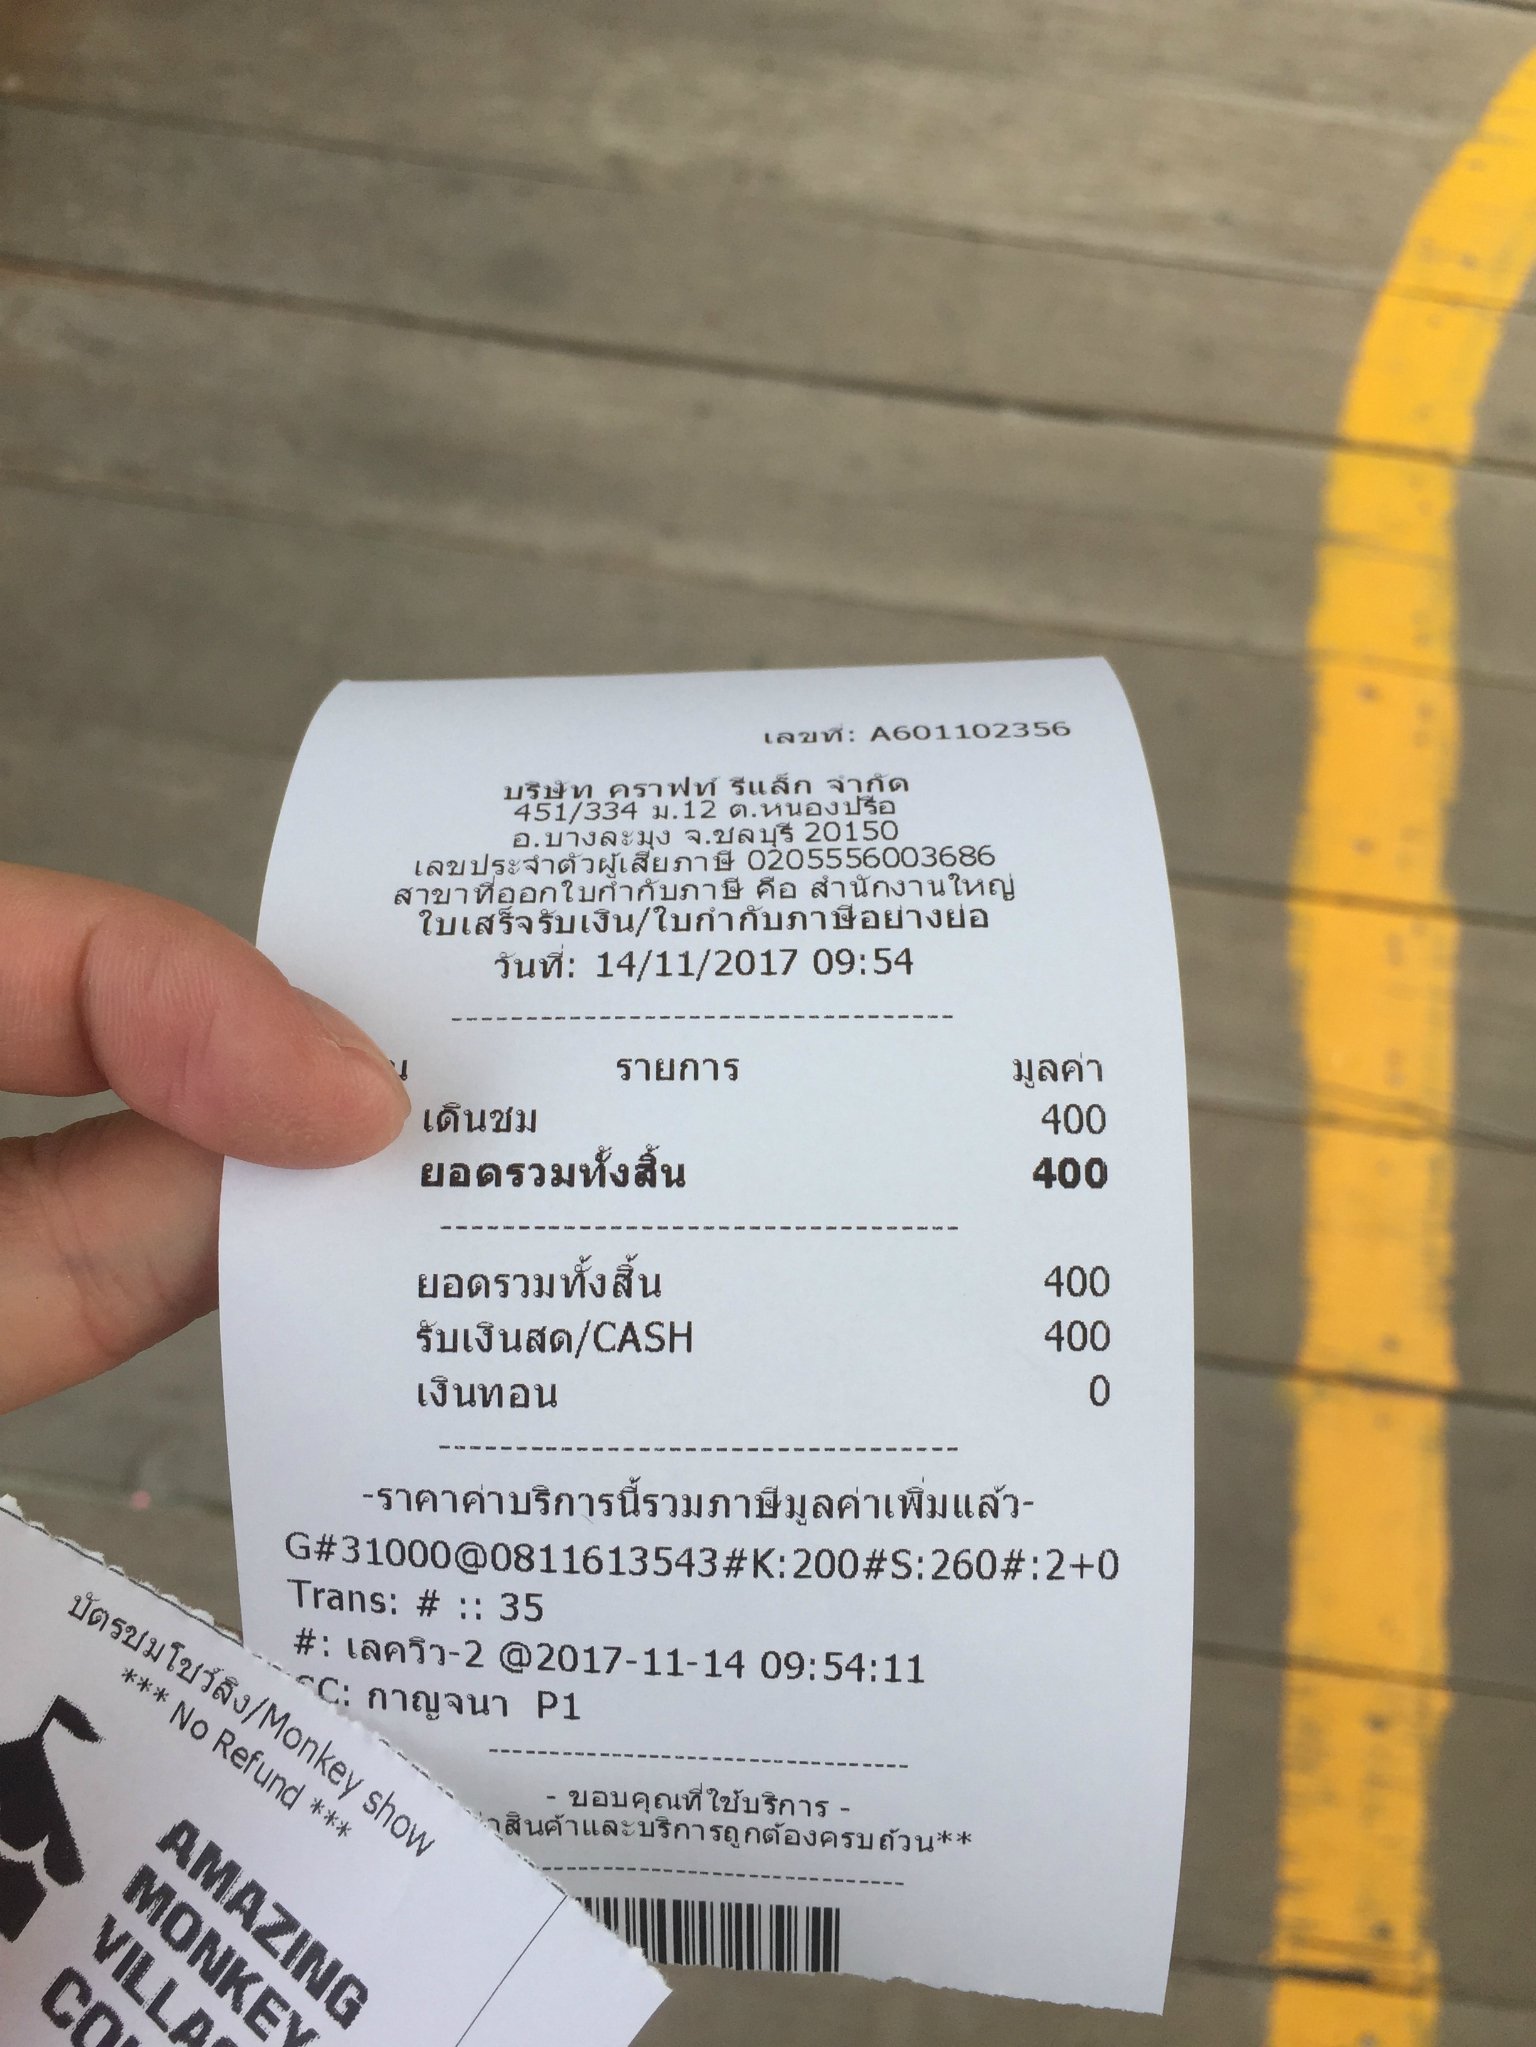 เลขที่: A601102356
บริษัท คราฟท์ รีแล็ก จำกัด
451/334 ม.12 ต.หนองปรือ
อ.บางละมุง จ.ชลบุรี 20150
เลขประจำตัวผู้เสียภาษี 0205556003686
สาขาที่ออกใบกำกับภาษี คือ สำนักงานใหญ่
ใบเสร็จรับเงิน/ใบกำกับภาษีอย่างย่อ
วันที่: 14/11/2017 09:54
รายการ มูลค่า
เดินชม 400
ยอดรวมทั้งสิ้น 400
ยอดรวมทั้งสิ้น 400
รับเงินสด/CASH 400
เงินทอน 0
-ราคาค่าบริการนี้รวมภาษีมูลค่าเพิ่มแล้ว-
G#31000@0811613543#K:200#S:260#:2+0
Trans: # :: 35
#: เลควิว-2 @2017-11-14 09:54:11
กาญจนา P1
- ขอบคุณที่ใช้บริการ -
สินค้าและบริการถูกต้องครบถ้วน**
บัตรชมโชว์ลิง/Monkey show
*** No Refund ***
AMAZING
MONKEY